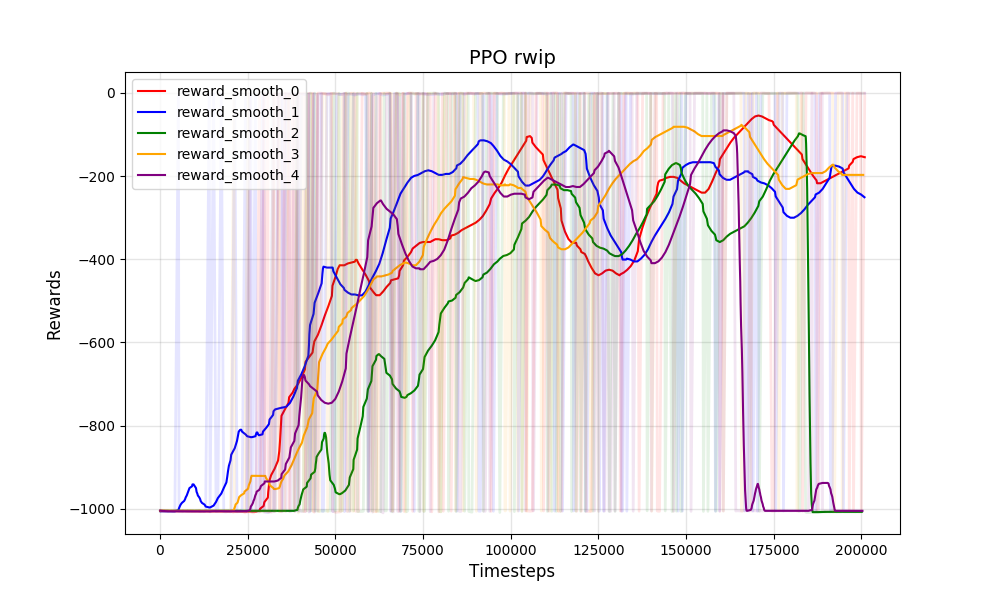 PPO rwip
reward_smooth_0
reward_smooth_1
reward_smooth_2
reward_smooth_3
reward_smooth_4
0
−200
−400
−600
−800
−1000
Rewards
0 25000 50000 75000 100000 125000 150000 175000 200000
Timesteps